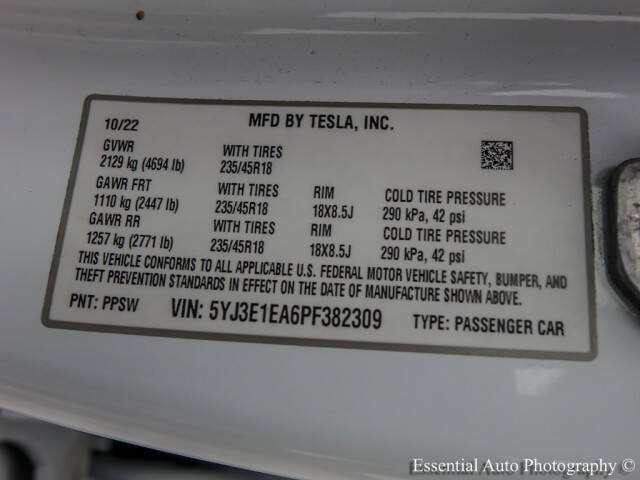 10/22 MFD BY TESLA, INC.
GVWR WITH TIRES
2129 kg (4694 lb) 235/45R18
GAWR FRT WITH TIRES RIM COLD TIRE PRESSURE
1110 kg (2447 lb) 235/45R18 18X8.5J 290 kPa, 42 psi
GAWR RR WITH TIRES RIM COLD TIRE PRESSURE
1257 kg (2771 lb) 235/45R18 18X8.5J 290 kPa, 42 psi
THIS VEHICLE CONFORMS TO ALL APPLICABLE U.S. FEDERAL MOTOR VEHICLE SAFETY, BUMPER, AND
THEFT PREVENTION STANDARDS IN EFFECT ON THE DATE OF MANUFACTURE SHOWN ABOVE.
PNT: PPSW VIN: 5YJ3E1EA6PF382309 TYPE: PASSENGER CAR
© Essential Auto Photography ©